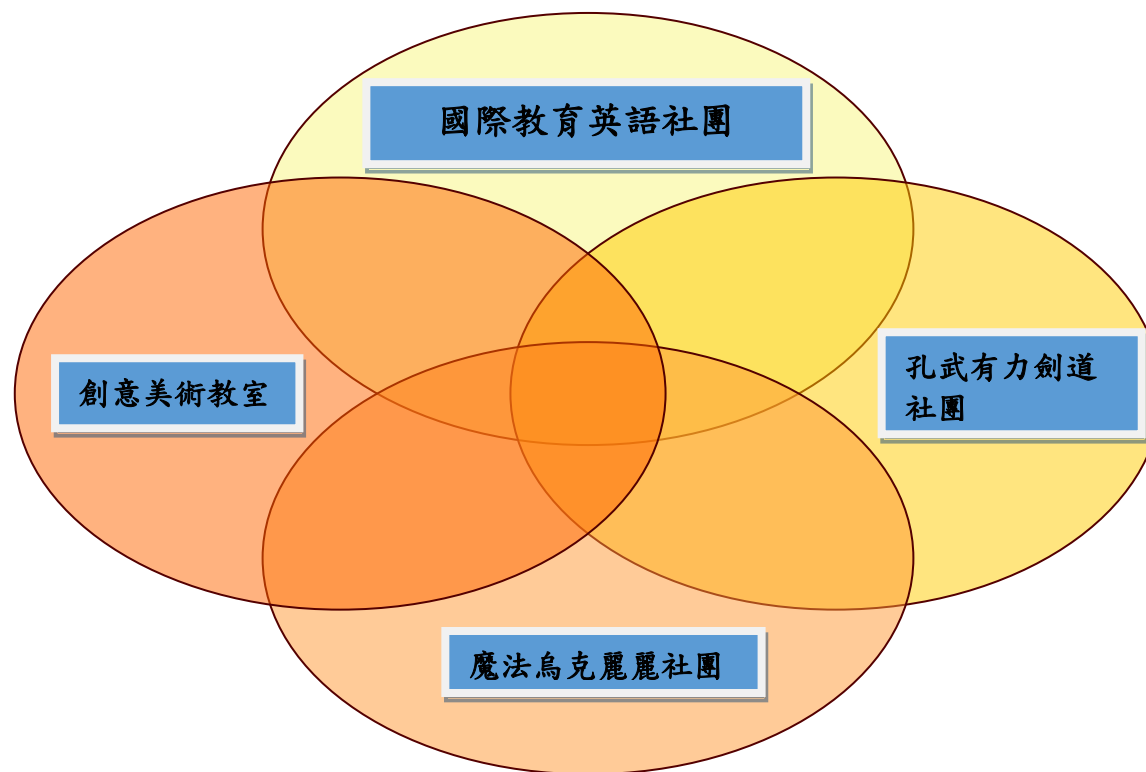 國際教育英語社團
創意美術教室
孔武有力劍道
社團
魔法烏克麗麗社團